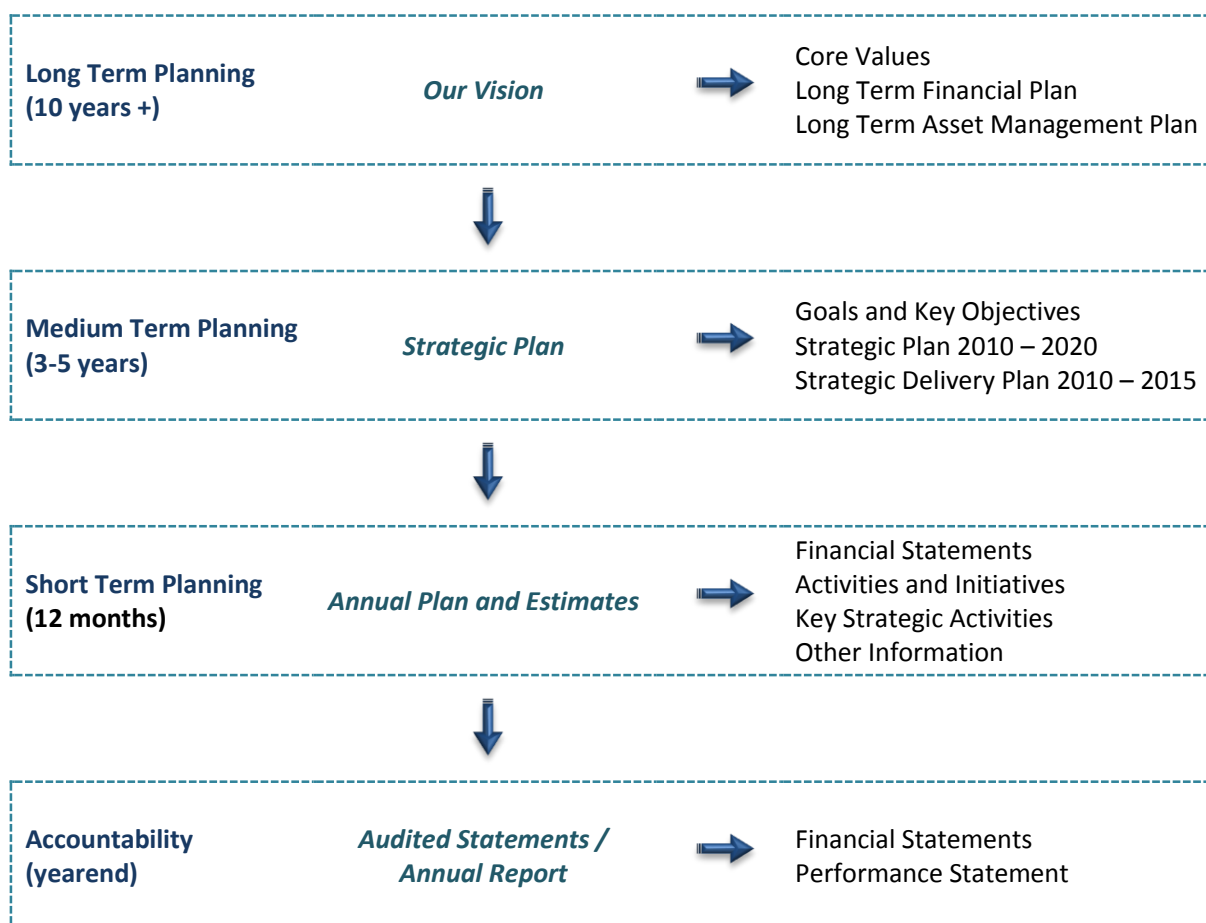 Long Term Planning
(10 years +)
Our Vision
Core Values
Long Term Financial Plan
Long Term Asset Management Plan
Medium Term Planning
(3-5 years)
Strategic Plan
Goals and Key Objectives
Strategic Plan 2010 – 2020
Strategic Delivery Plan 2010 – 2015
Short Term Planning
(12 months)
Annual Plan and Estimates
Financial Statements
Activities and Initiatives
Key Strategic Activities
Other Information
Accountability
(yearend)
Audited Statements /
Annual Report
Financial Statements
Performance Statement